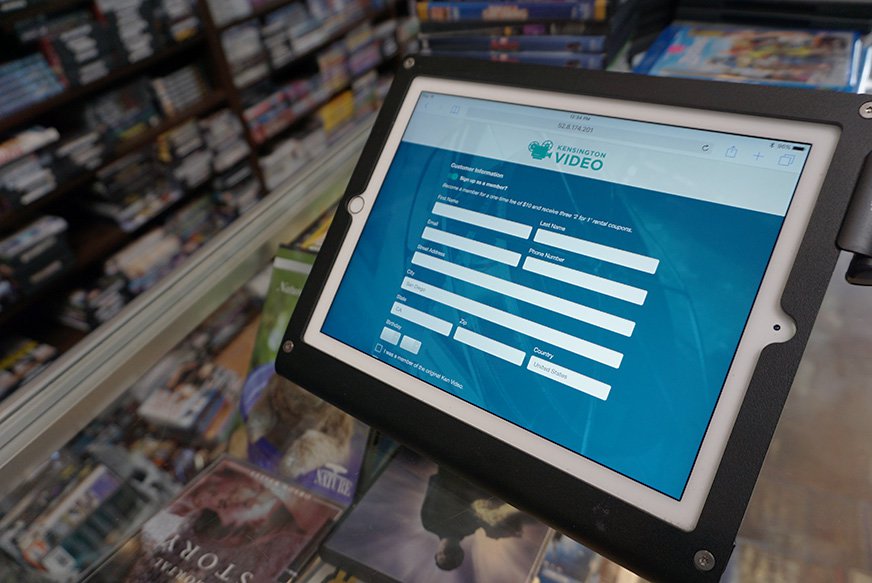 12:54 PM
96%
52.8.174.201
KENSINGTON
VIDEO
Customer Information
Sign up as a member?
Become a member for a one-time fee of $10 and receive three '2 for 1' rental coupons.
First Name
Last Name
Email
Phone Number
Street Address
City
San Diego
State
Zip
Country
CA
United States
Birthday
I was a member of the original Ken Video.
NATURE
STORY